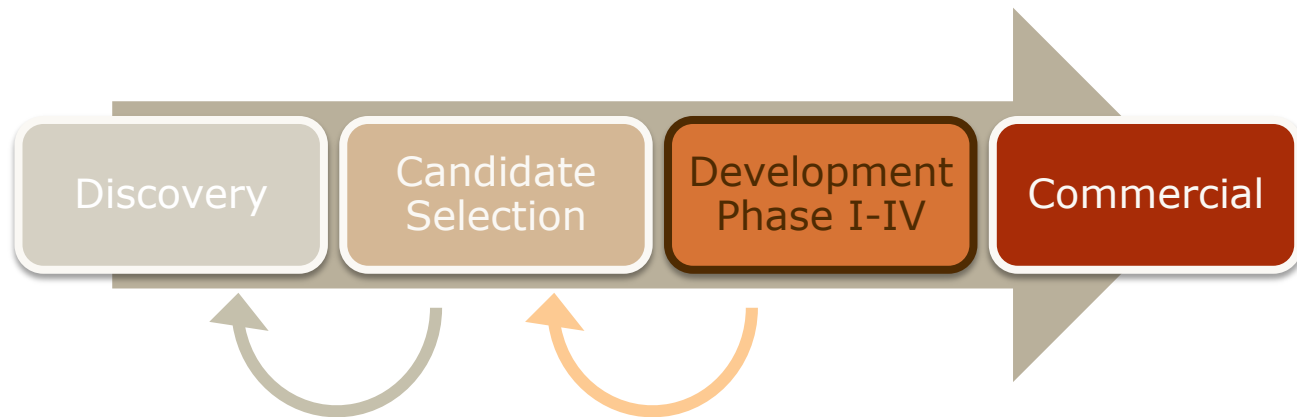 Discovery
Candidate
Selection
Development
Phase I-IV
Commercial